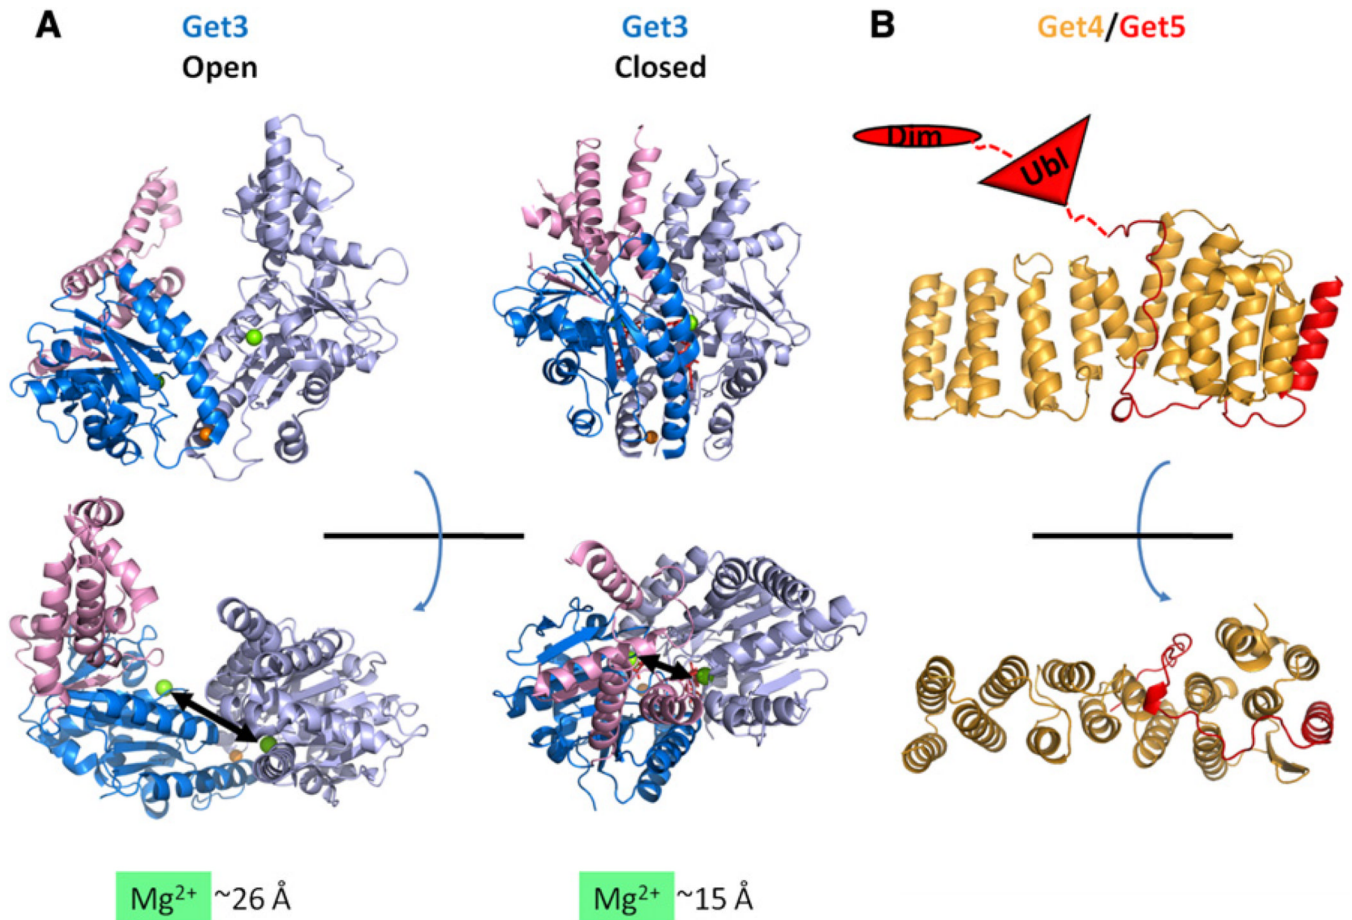 A
Get3
Open
Get3
Closed
B
Get4/Get5
Dim
Ubl
Mg²⁺ ~26 Å
Mg²⁺ ~15 Å